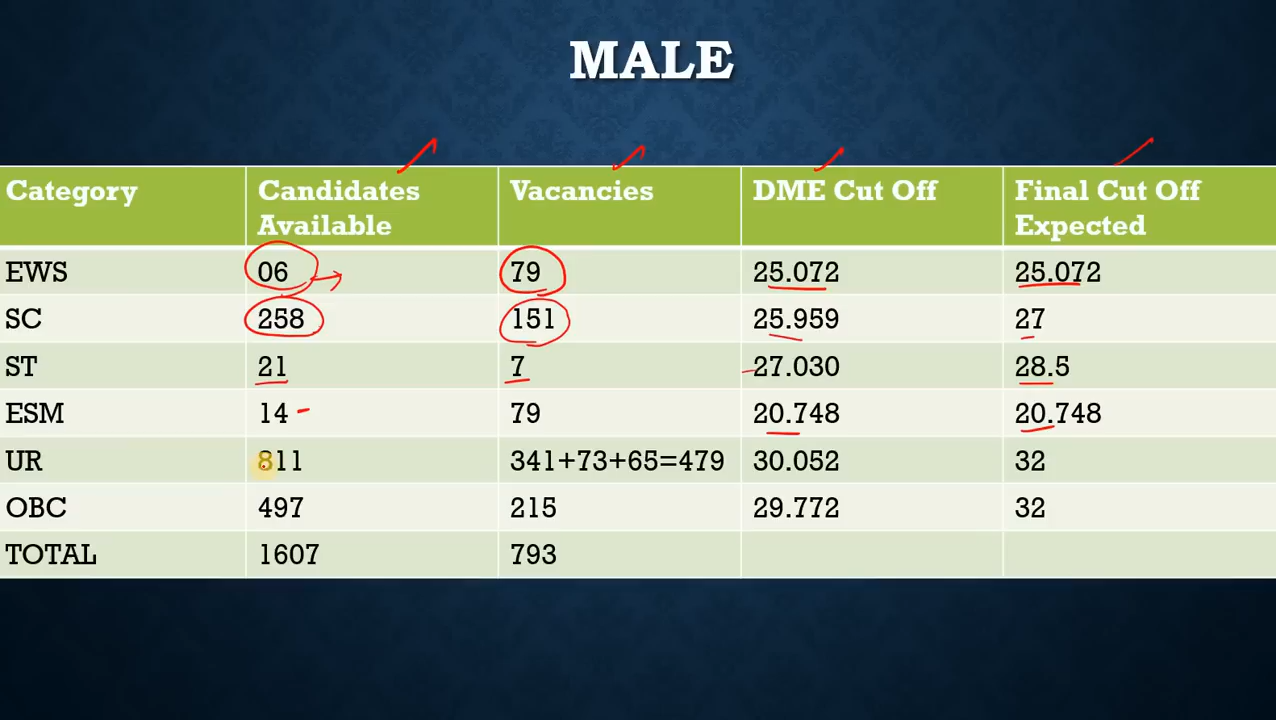 MALE
Category Candidates Available Vacancies DME Cut Off Final Cut Off Expected
EWS 06 79 25.072 25.072
SC 258 151 25.959 27
ST 21 7 27.030 28.5
ESM 14 79 20.748 20.748
UR 811 341+73+65=479 30.052 32
OBC 497 215 29.772 32
TOTAL 1607 793